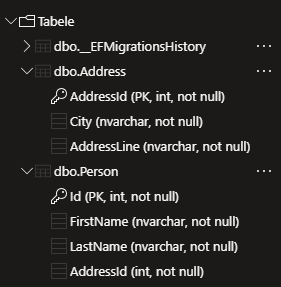 Tabele
dbo.__EFMigrationsHistory
dbo.Address
AddressId (PK, int, not null)
City (nvarchar, not null)
AddressLine (nvarchar, not null)
dbo.Person
Id (PK, int, not null)
FirstName (nvarchar, not null)
LastName (nvarchar, not null)
AddressId (int, not null)